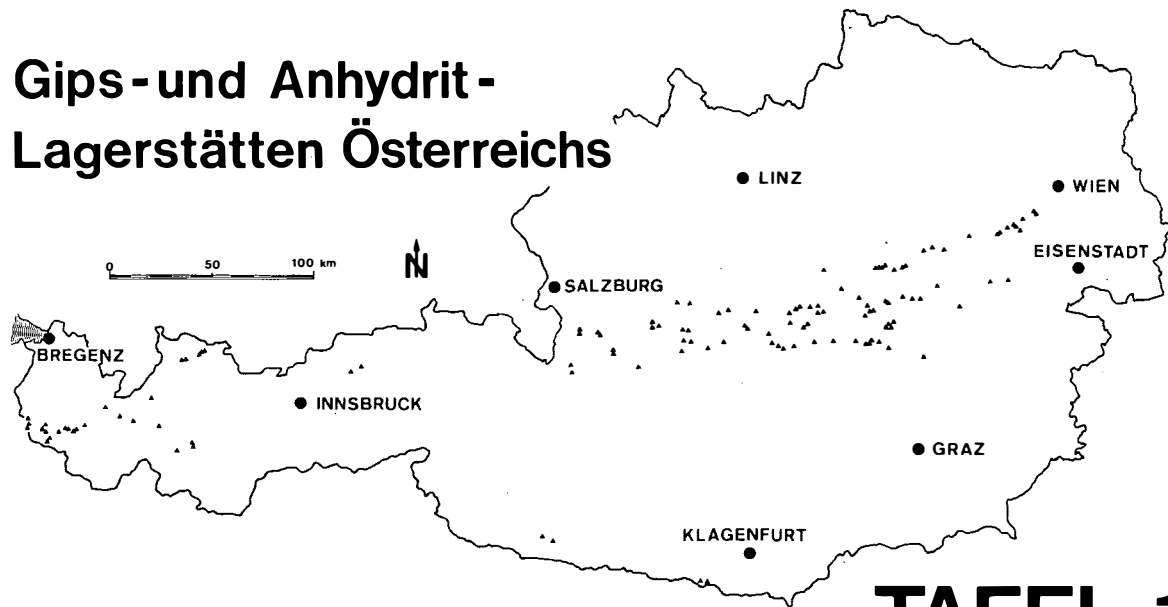 Gips-und Anhydrit-
Lagerstätten Österreichs
LINZ
WIEN
EISENSTADT
0 50 100 km
N
SALZBURG
BREGENZ
INNSBRUCK
GRAZ
KLAGENFURT